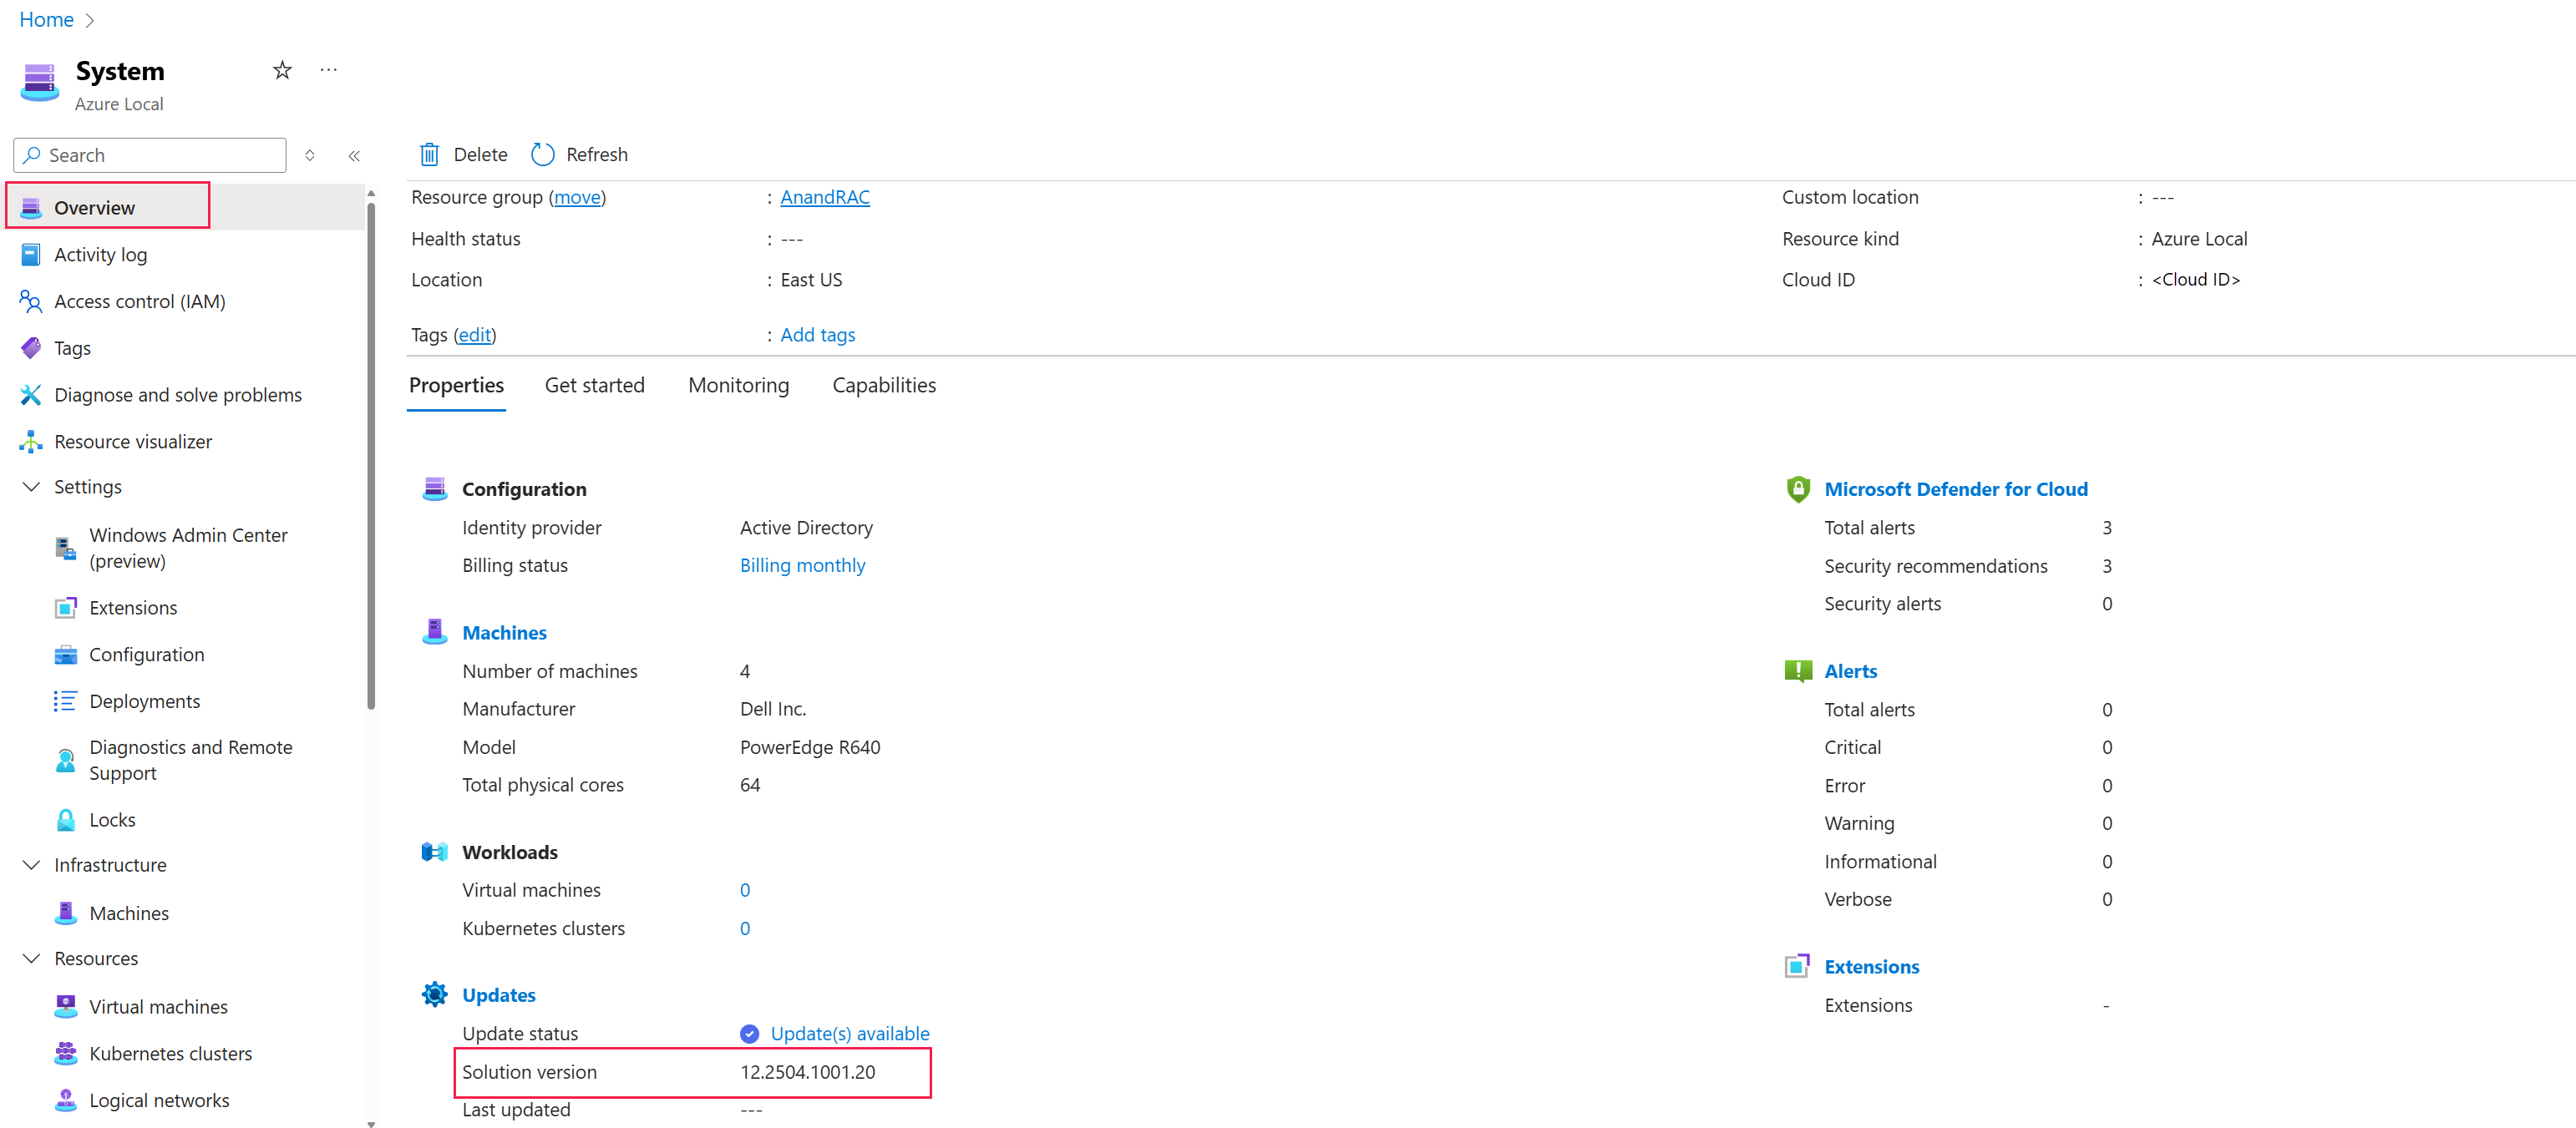 Home >
System
Azure Local
Search
Overview
Activity log
Access control (IAM)
Tags
Diagnose and solve problems
Resource visualizer
Settings
Windows Admin Center
(preview)
Extensions
Configuration
Deployments
Diagnostics and Remote
Support
Locks
Infrastructure
Machines
Resources
Virtual machines
Kubernetes clusters
Logical networks
Delete Refresh
Resource group (move) : AnandRAC
Health status : ---
Location : East US
Tags (edit) : Add tags
Custom location : ---
Resource kind : Azure Local
Cloud ID : <Cloud ID>
Properties Get started Monitoring Capabilities
Configuration
Identity provider Active Directory
Billing status Billing monthly
Machines
Number of machines 4
Manufacturer Dell Inc.
Model PowerEdge R640
Total physical cores 64
Workloads
Virtual machines 0
Kubernetes clusters 0
Updates
Update status Update(s) available
Solution version 12.2504.1001.20
Last updated ---
Microsoft Defender for Cloud
Total alerts 3
Security recommendations 3
Security alerts 0
Alerts
Total alerts 0
Critical 0
Error 0
Warning 0
Informational 0
Verbose 0
Extensions
Extensions -